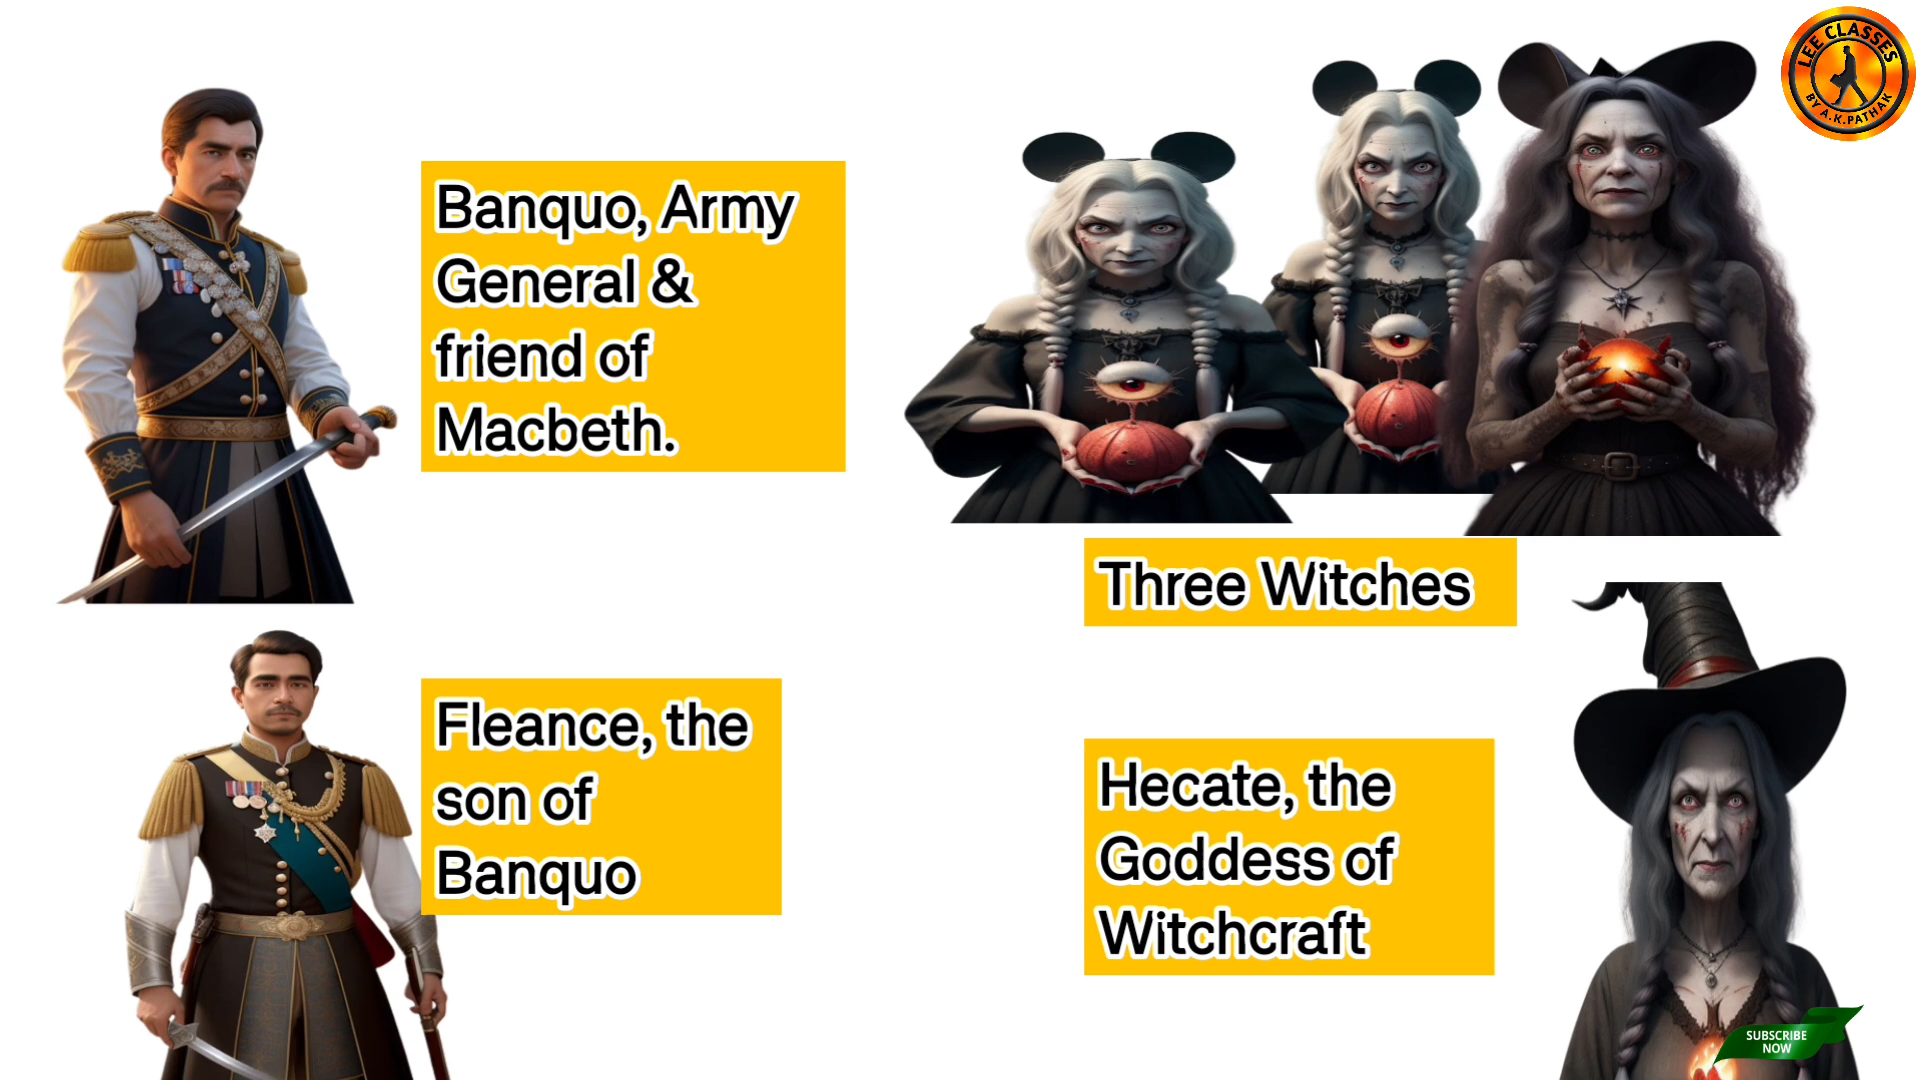 LEE CLASSES
BY A.K.PATHAK
Banquo, Army
General &
friend of
Macbeth.
Three Witches
Fleance, the
son of
Banquo
Hecate, the
Goddess of
Witchcraft
SUBSCRIBE
NOW